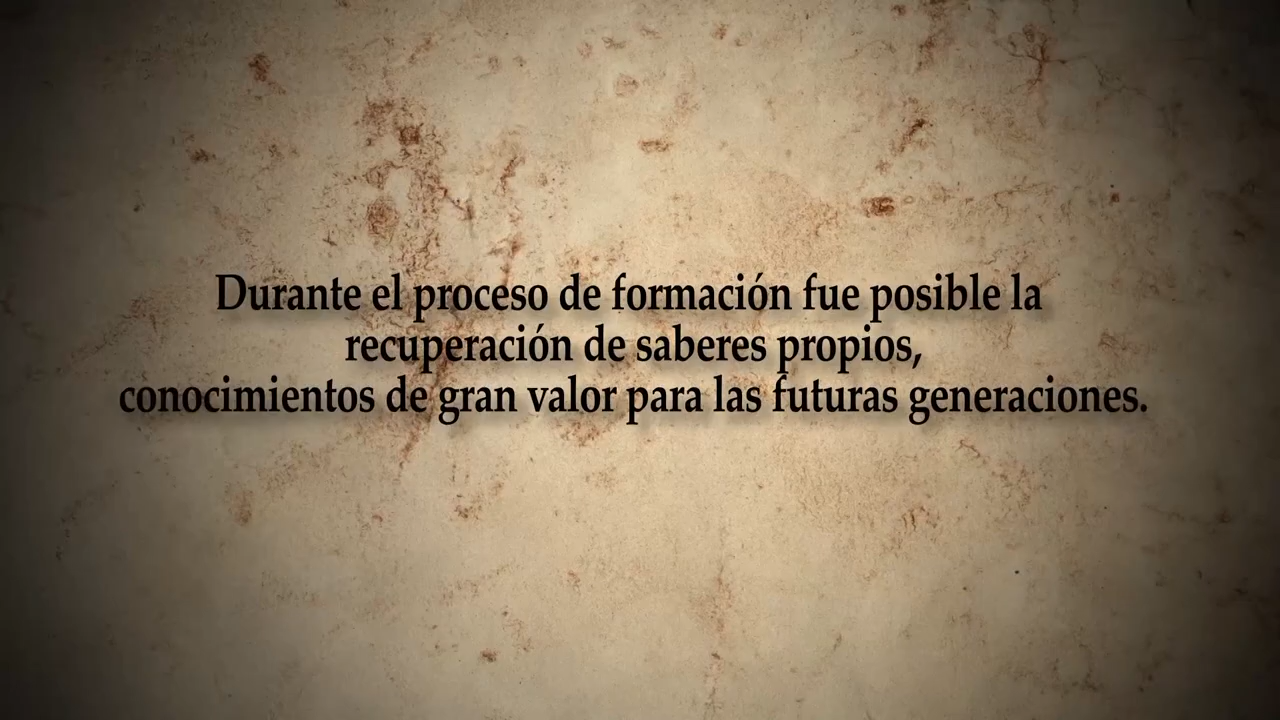 Durante el proceso de formación fue posible la
recuperación de saberes propios,
conocimientos de gran valor para las futuras generaciones.